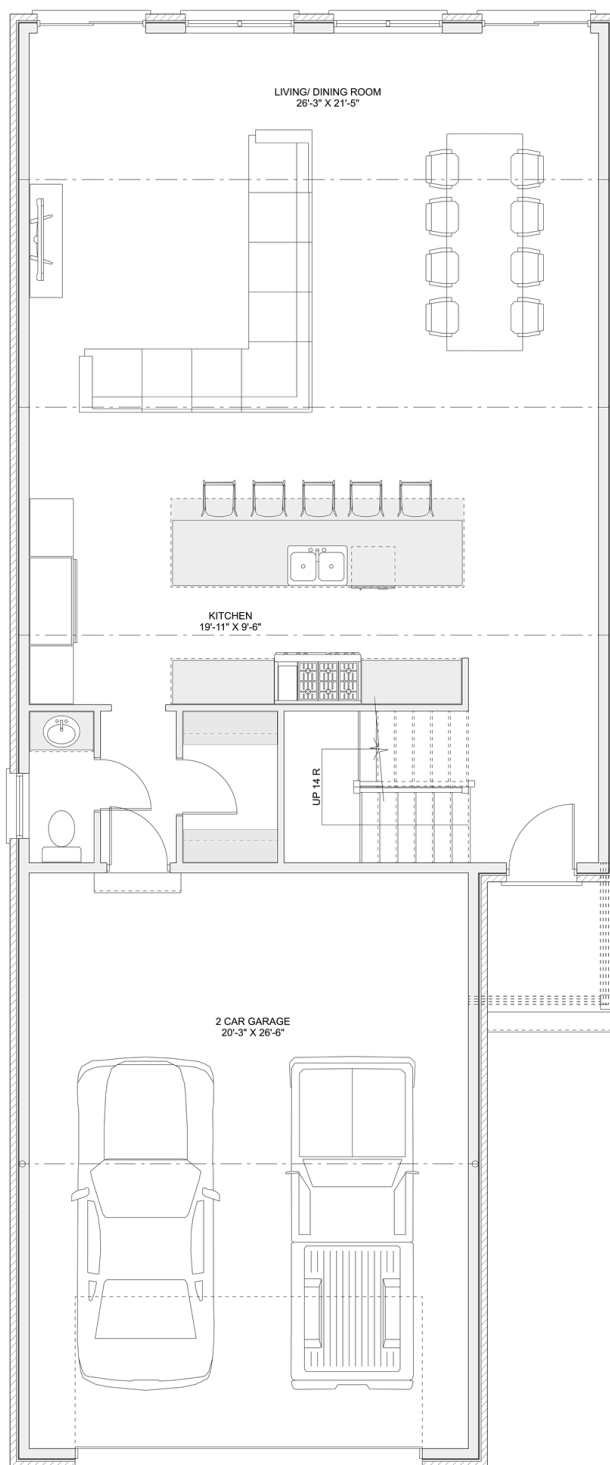 LIVING/ DINING ROOM
26'-3" X 21'-5"
KITCHEN
19'-11" X 9'-6"
UP 14 R
2 CAR GARAGE
20'-3" X 26'-6"